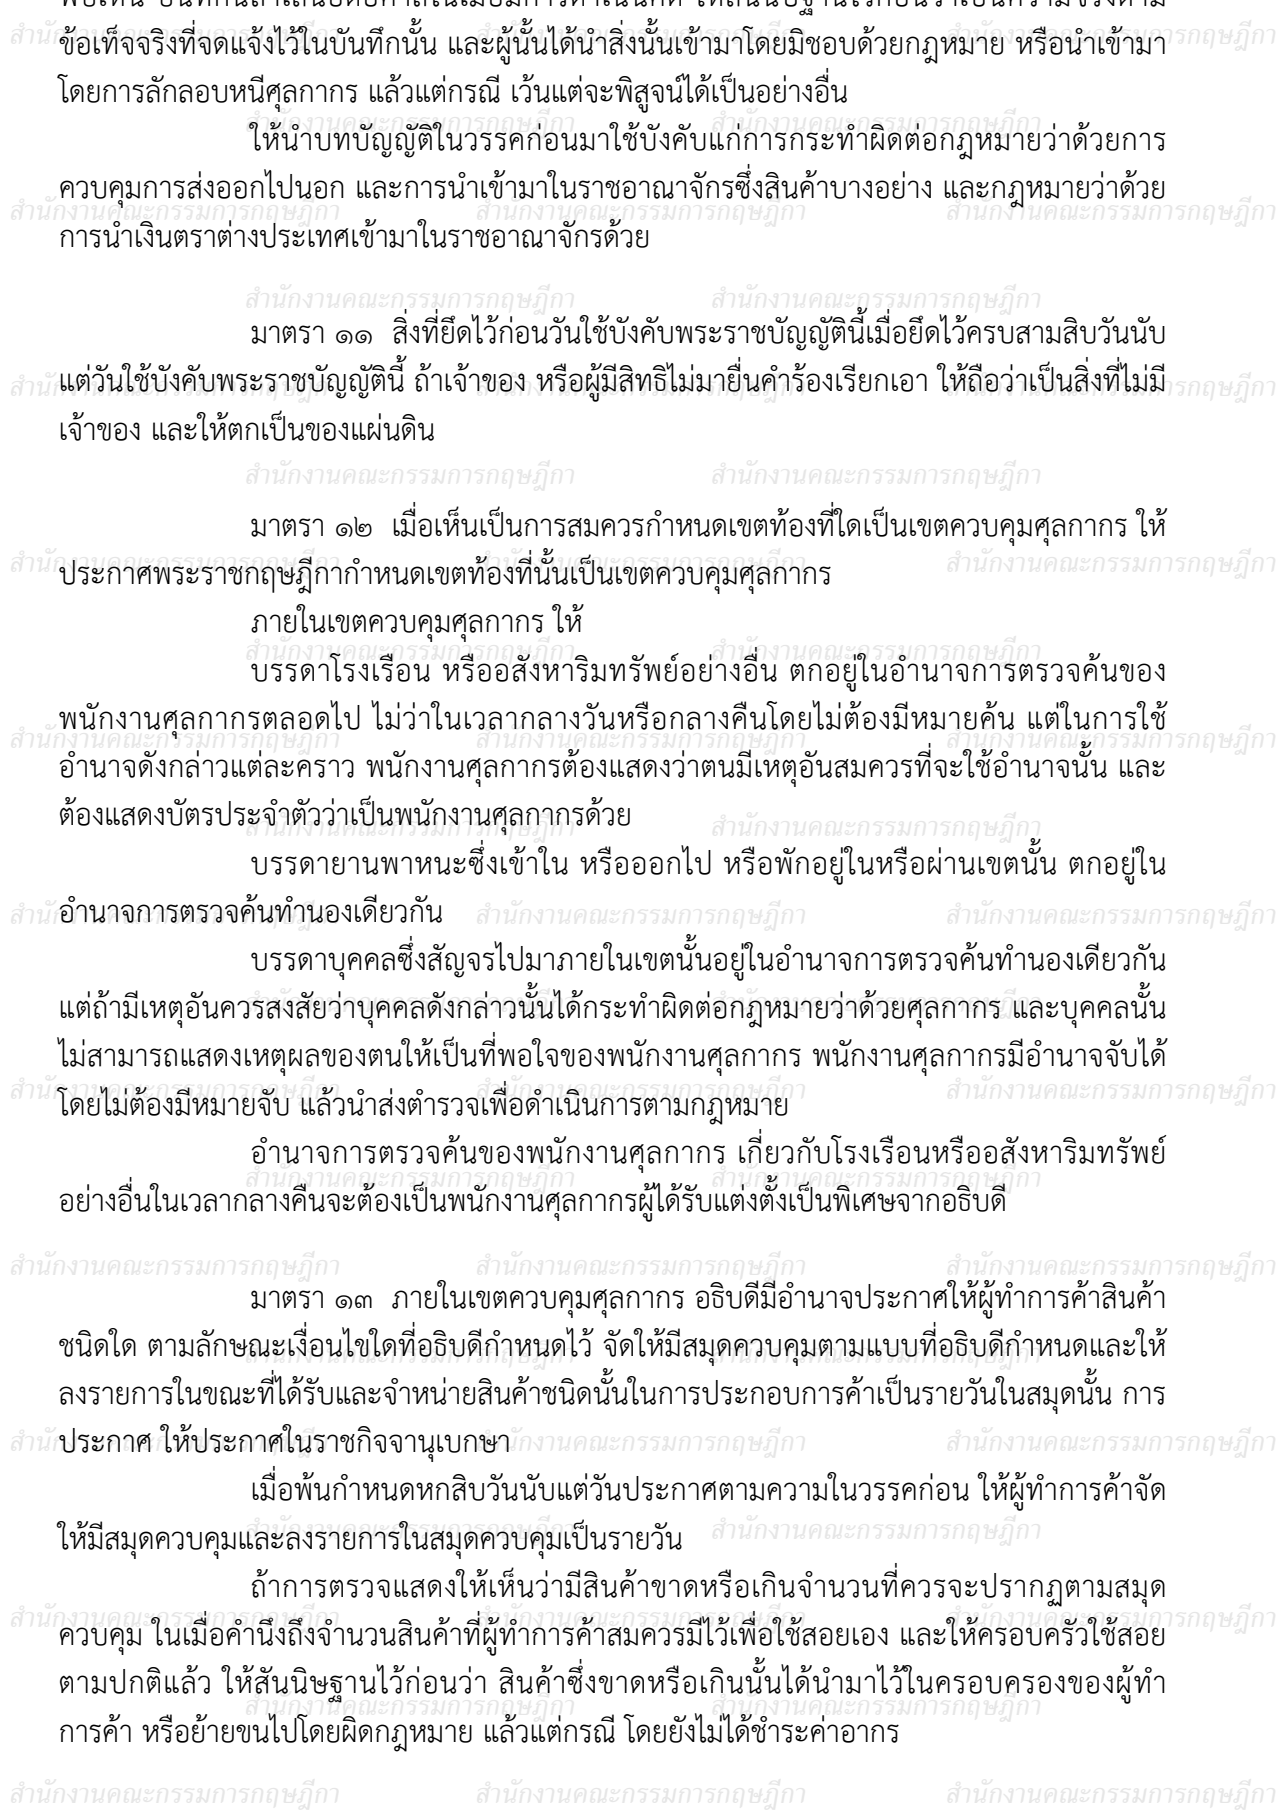 ข้อเท็จจริงที่จดแจ้งไว้ในบันทึกนั้น และผู้นั้นได้นำสิ่งนั้นเข้ามาโดยมิชอบด้วยกฎหมาย หรือนำเข้ามา
โดยการลักลอบหนีศุลกากร แล้วแต่กรณี เว้นแต่จะพิสูจน์ได้เป็นอย่างอื่น
ให้นำบทบัญญัติในวรรคก่อนมาใช้บังคับแก่การกระทำผิดต่อกฎหมายว่าด้วยการ
ควบคุมการส่งออกไปนอก และการนำเข้ามาในราชอาณาจักรซึ่งสินค้าบางอย่าง และกฎหมายว่าด้วย
การนำเงินตราต่างประเทศเข้ามาในราชอาณาจักรด้วย
มาตรา ๑๑ สิ่งที่ยึดไว้ก่อนวันใช้บังคับพระราชบัญญัตินี้เมื่อยึดไว้ครบสามสิบวันนับ
แต่วันใช้บังคับพระราชบัญญัตินี้ ถ้าเจ้าของ หรือผู้มีสิทธิไม่มายื่นคำร้องเรียกเอา ให้ถือว่าเป็นสิ่งที่ไม่มี
เจ้าของ และให้ตกเป็นของแผ่นดิน
มาตรา ๑๒ เมื่อเห็นเป็นการสมควรกำหนดเขตท้องที่ใดเป็นเขตควบคุมศุลกากร ให้
ประกาศพระราชกฤษฎีกากำหนดเขตท้องที่นั้นเป็นเขตควบคุมศุลกากร
ภายในเขตควบคุมศุลกากร ให้
บรรดาโรงเรือน หรืออสังหาริมทรัพย์อย่างอื่น ตกอยู่ในอำนาจการตรวจค้นของ
พนักงานศุลกากรตลอดไป ไม่ว่าในเวลากลางวันหรือกลางคืนโดยไม่ต้องมีหมายค้น แต่ในการใช้
อำนาจดังกล่าวแต่ละคราว พนักงานศุลกากรต้องแสดงว่าตนมีเหตุอันสมควรที่จะใช้อำนาจนั้น และ
ต้องแสดงบัตรประจำตัวว่าเป็นพนักงานศุลกากรด้วย
บรรดายานพาหนะซึ่งเข้าใน หรือออกไป หรือพักอยู่ในหรือผ่านเขตนั้น ตกอยู่ใน
อำนาจการตรวจค้นทำนองเดียวกัน
บรรดาบุคคลซึ่งสัญจรไปมาภายในเขตนั้นอยู่ในอำนาจการตรวจค้นทำนองเดียวกัน
แต่ถ้ามีเหตุอันควรสงสัยว่าบุคคลดังกล่าวนั้นได้กระทำผิดต่อกฎหมายว่าด้วยศุลกากร และบุคคลนั้น
ไม่สามารถแสดงเหตุผลของตนให้เป็นที่พอใจของพนักงานศุลกากร พนักงานศุลกากรมีอำนาจจับได้
โดยไม่ต้องมีหมายจับ แล้วนำส่งตำรวจเพื่อดำเนินการตามกฎหมาย
อำนาจการตรวจค้นของพนักงานศุลกากร เกี่ยวกับโรงเรือนหรืออสังหาริมทรัพย์
อย่างอื่นในเวลากลางคืนจะต้องเป็นพนักงานศุลกากรผู้ได้รับแต่งตั้งเป็นพิเศษจากอธิบดี
มาตรา ๑๓ ภายในเขตควบคุมศุลกากร อธิบดีมีอำนาจประกาศให้ผู้ทำการค้าสินค้า
ชนิดใด ตามลักษณะเงื่อนไขใดที่อธิบดีกำหนดไว้ จัดให้มีสมุดควบคุมตามแบบที่อธิบดีกำหนดและให้
ลงรายการในขณะที่ได้รับและจำหน่ายสินค้าชนิดนั้นในการประกอบการค้าเป็นรายวันในสมุดนั้น การ
ประกาศ ให้ประกาศในราชกิจจานุเบกษา
เมื่อพ้นกำหนดหกสิบวันนับแต่วันประกาศตามความในวรรคก่อน ให้ผู้ทำการค้าจัด
ให้มีสมุดควบคุมและลงรายการในสมุดควบคุมเป็นรายวัน
ถ้าการตรวจแสดงให้เห็นว่ามีสินค้าขาดหรือเกินจำนวนที่ควรจะปรากฏตามสมุด
ควบคุม ในเมื่อคำนึงถึงจำนวนสินค้าที่ผู้ทำการค้าสมควรมีไว้เพื่อใช้สอยเอง และให้ครอบครัวใช้สอย
ตามปกติแล้ว ให้สันนิษฐานไว้ก่อนว่า สินค้าซึ่งขาดหรือเกินนั้นได้นำมาไว้ในครอบครองของผู้ทำ
การค้า หรือย้ายขนไปโดยผิดกฎหมาย แล้วแต่กรณี โดยยังไม่ได้ชำระค่าอากร
สำนักงานคณะกรรมการกฤษฎีกา สำนักงานคณะกรรมการกฤษฎีกา สำนักงานคณะกรรมการกฤษฎีกา